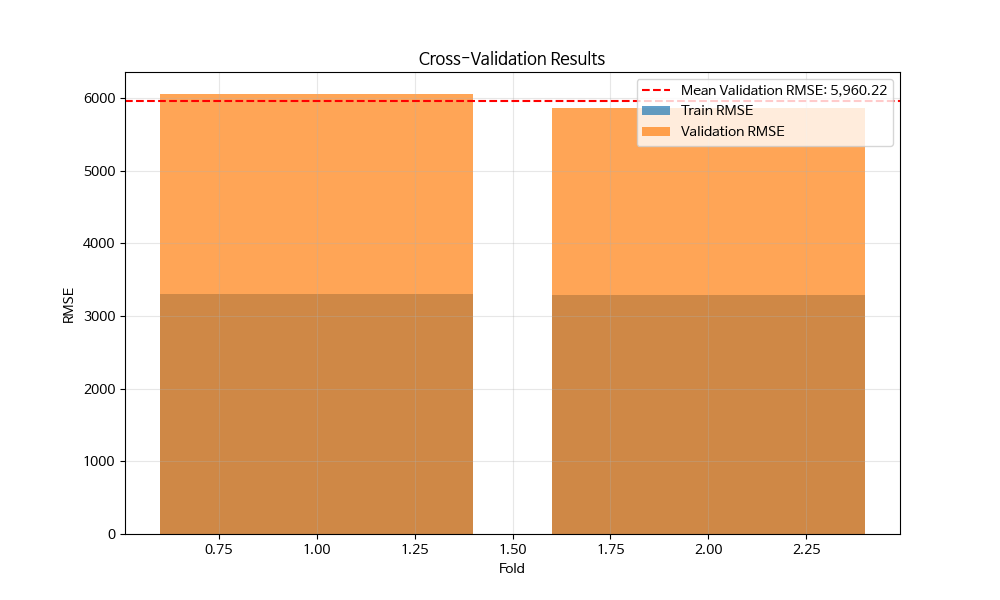 Cross-Validation Results
Mean Validation RMSE: 5,960.22
Train RMSE
Validation RMSE
6000
5000
4000
3000
2000
1000
0
RMSE
0.75 1.00 1.25 1.50 1.75 2.00 2.25
Fold